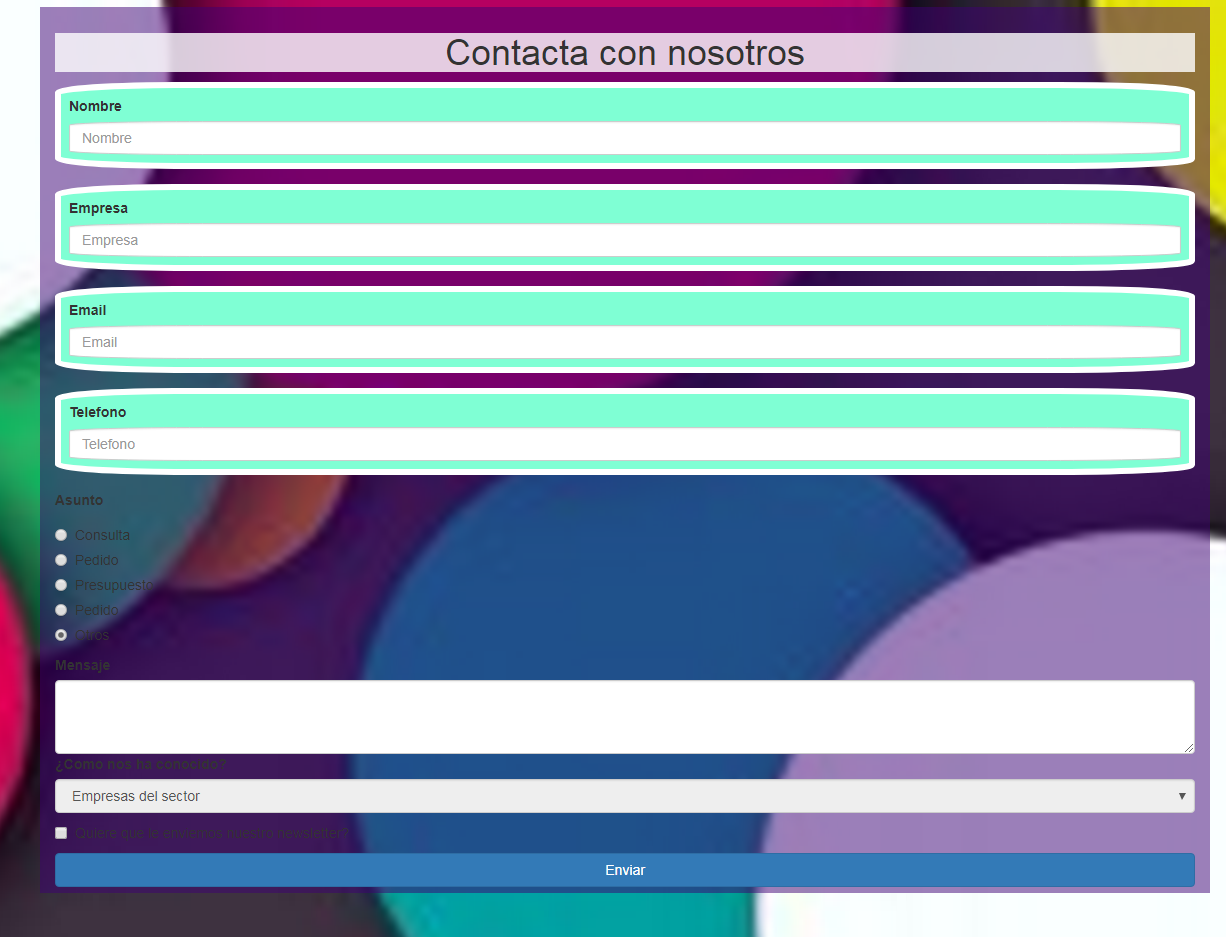 Contacta con nosotros
Nombre
Nombre
Empresa
Empresa
Email
Email
Telefono
Telefono
Asunto
Consulta
Pedido
Presupuesto
Pedido
Otros
Mensaje
¿Como nos ha conocido?
Empresas del sector
Quiere que le enviemos nuestro newsletter?
Enviar